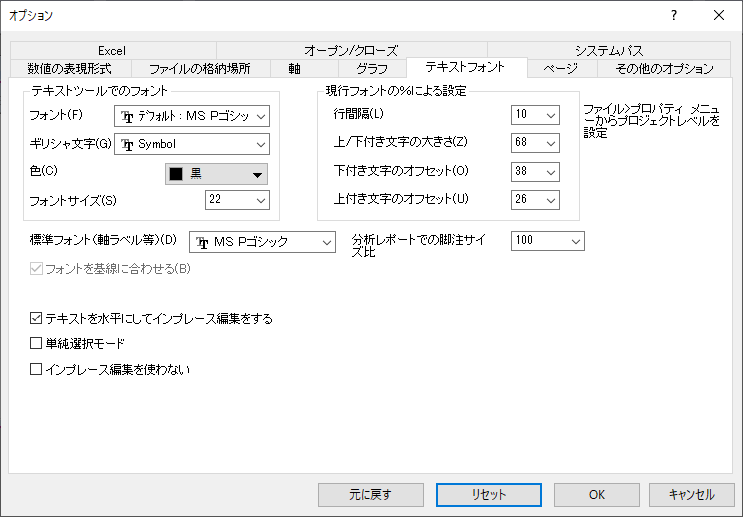 オプション
?
Excel
オープン/クローズ
システムパス
数値の表現形式
ファイルの格納場所
軸
グラフ
テキストフォント
ページ
その他のオプション
テキストツールでのフォント
フォント(F)
デフォルト: MS Pゴシッ
ギリシャ文字(G)
Symbol
色(C)
黒
フォントサイズ(S)
22
現行フォントの%による設定
行間隔(L)
10
上/下付き文字の大きさ(Z)
68
下付き文字のオフセット(O)
38
上付き文字のオフセット(U)
26
ファイル>プロパティ メニュ
ーからプロジェクトレベルを
設定
標準フォント(軸ラベル等)(D)
MS Pゴシック
分析レポートでの脚注サイ
ズ比
100
フォントを基線に合わせる(B)
テキストを水平にしてインプレース編集をする
単純選択モード
インプレース編集を使わない
元に戻す
リセット
OK
キャンセル